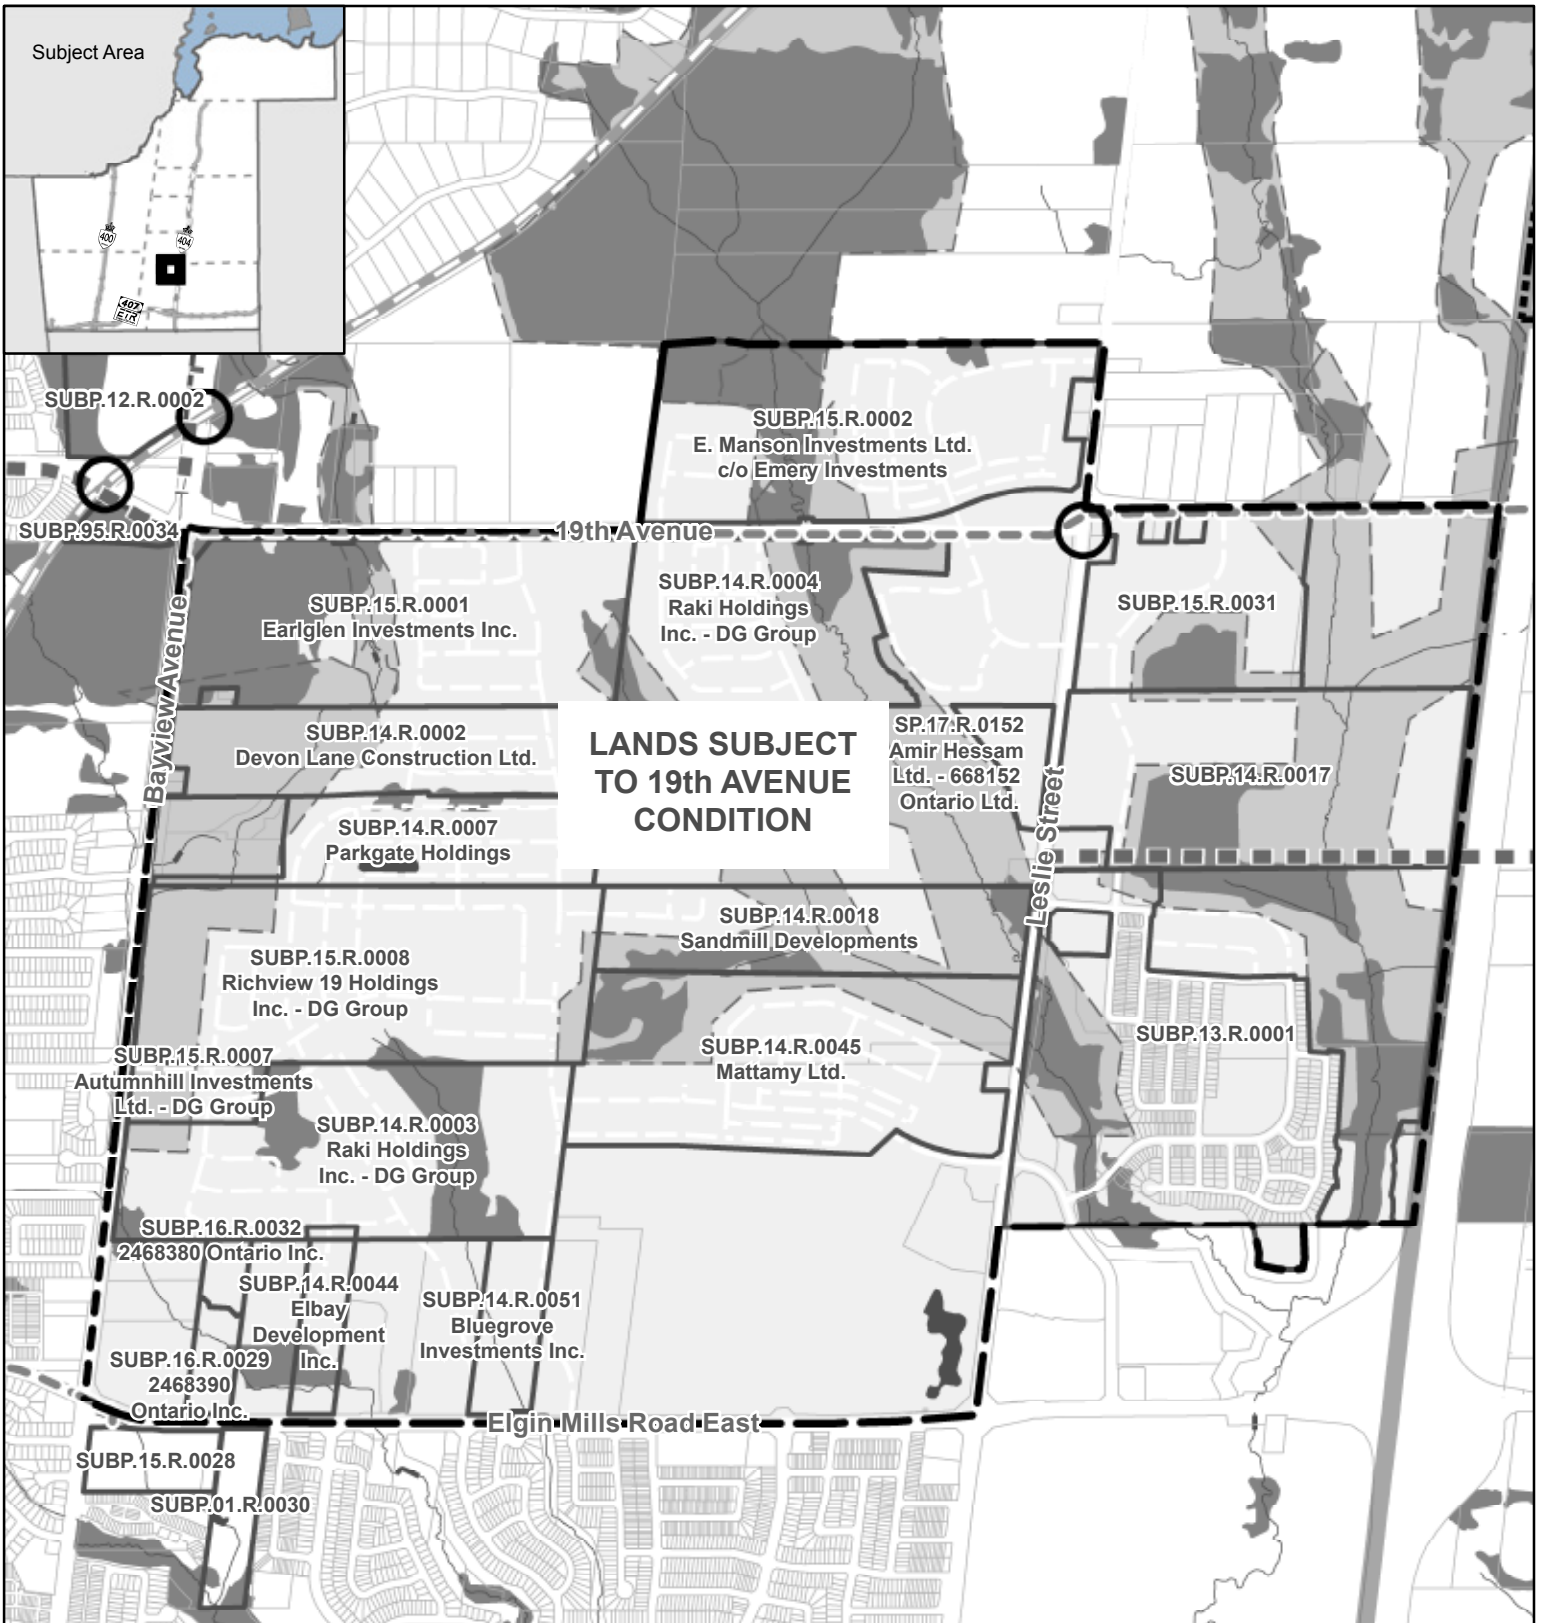 Subject Area
400
404
407
ETR
SUBP.12.R.0002
SUBP.95.R.0034
SUBP.15.R.0002
E. Manson Investments Ltd.
c/o Emery Investments
19th Avenue
SUBP.15.R.0001
Earlglen Investments Inc.
SUBP.14.R.0004
Raki Holdings
Inc. - DG Group
SUBP.15.R.0031
Bayview Avenue
SUBP.14.R.0002
Devon Lane Construction Ltd.
LANDS SUBJECT
TO 19th AVENUE
CONDITION
SP.17.R.0152
Amir Hessam
Ltd. - 668152
Ontario Ltd.
SUBP.14.R.0017
Leslie Street
SUBP.14.R.0007
Parkgate Holdings
SUBP.14.R.0018
Sandmill Developments
SUBP.15.R.0008
Richview 19 Holdings
Inc. - DG Group
SUBP.13.R.0001
SUBP.14.R.0045
Mattamy Ltd.
SUBP.15.R.0007
Autumnhill Investments
Ltd. - DG Group
SUBP.14.R.0003
Raki Holdings
Inc. - DG Group
SUBP.16.R.0032
2468380 Ontario Inc.
SUBP.14.R.0044
Elbay
Development
Inc.
SUBP.14.R.0051
Bluegrove
Investments Inc.
SUBP.16.R.0029
2468390
Ontario Inc.
Elgin Mills Road East
SUBP.15.R.0028
SUBP.01.R.0030